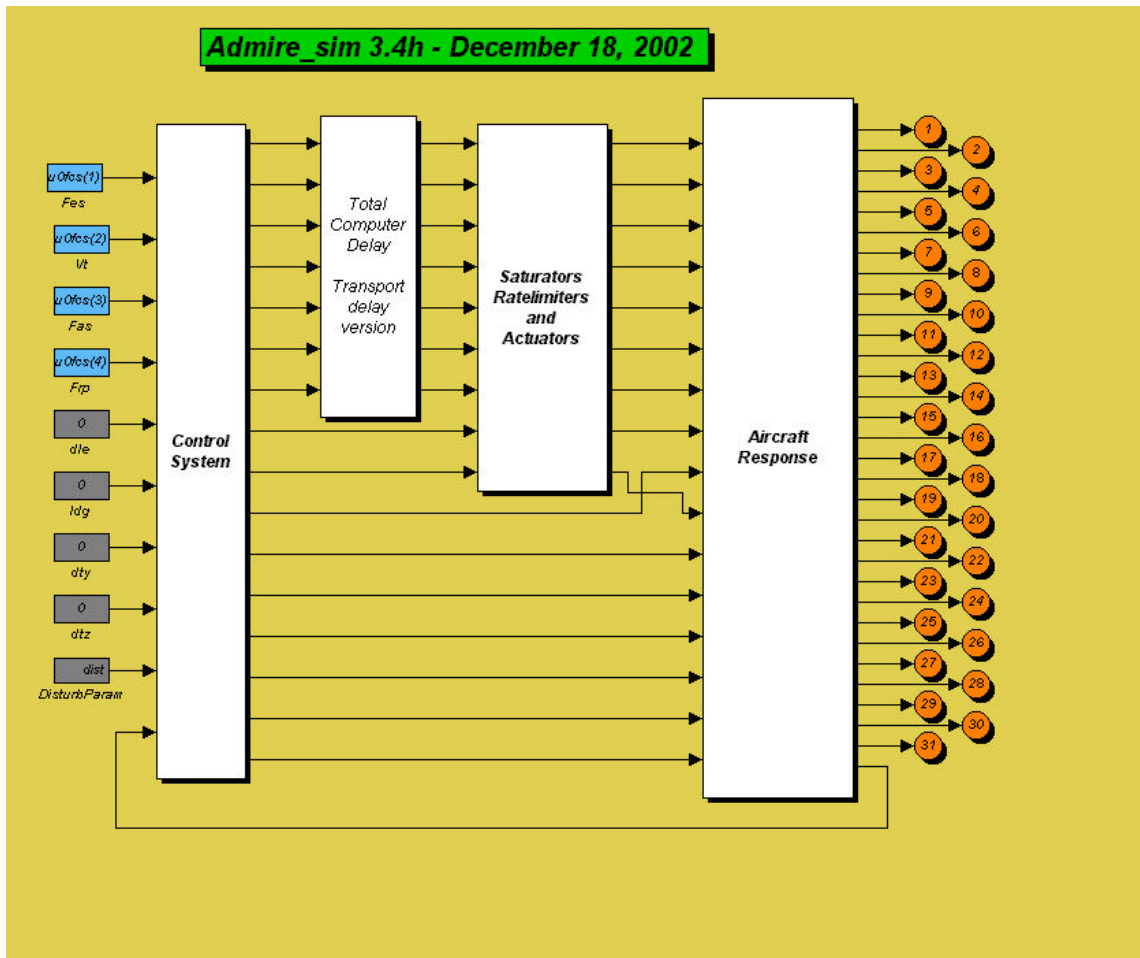 Admire_sim 3.4h - December 18, 2002
u0fcs(1)
Fes
u0fcs(2)
Vt
u0fcs(3)
Fas
u0fcs(4)
Frp
0
dle
0
ldg
0
dty
0
dtz
dist
DisturbParam
Control
System
Total
Computer
Delay
Transport
delay
version
Saturators
Ratelimiters
and
Actuators
Aircraft
Response
1
2
3
4
5
6
7
8
9
10
11
12
13
14
15
16
17
18
19
20
21
22
23
24
25
26
27
28
29
30
31